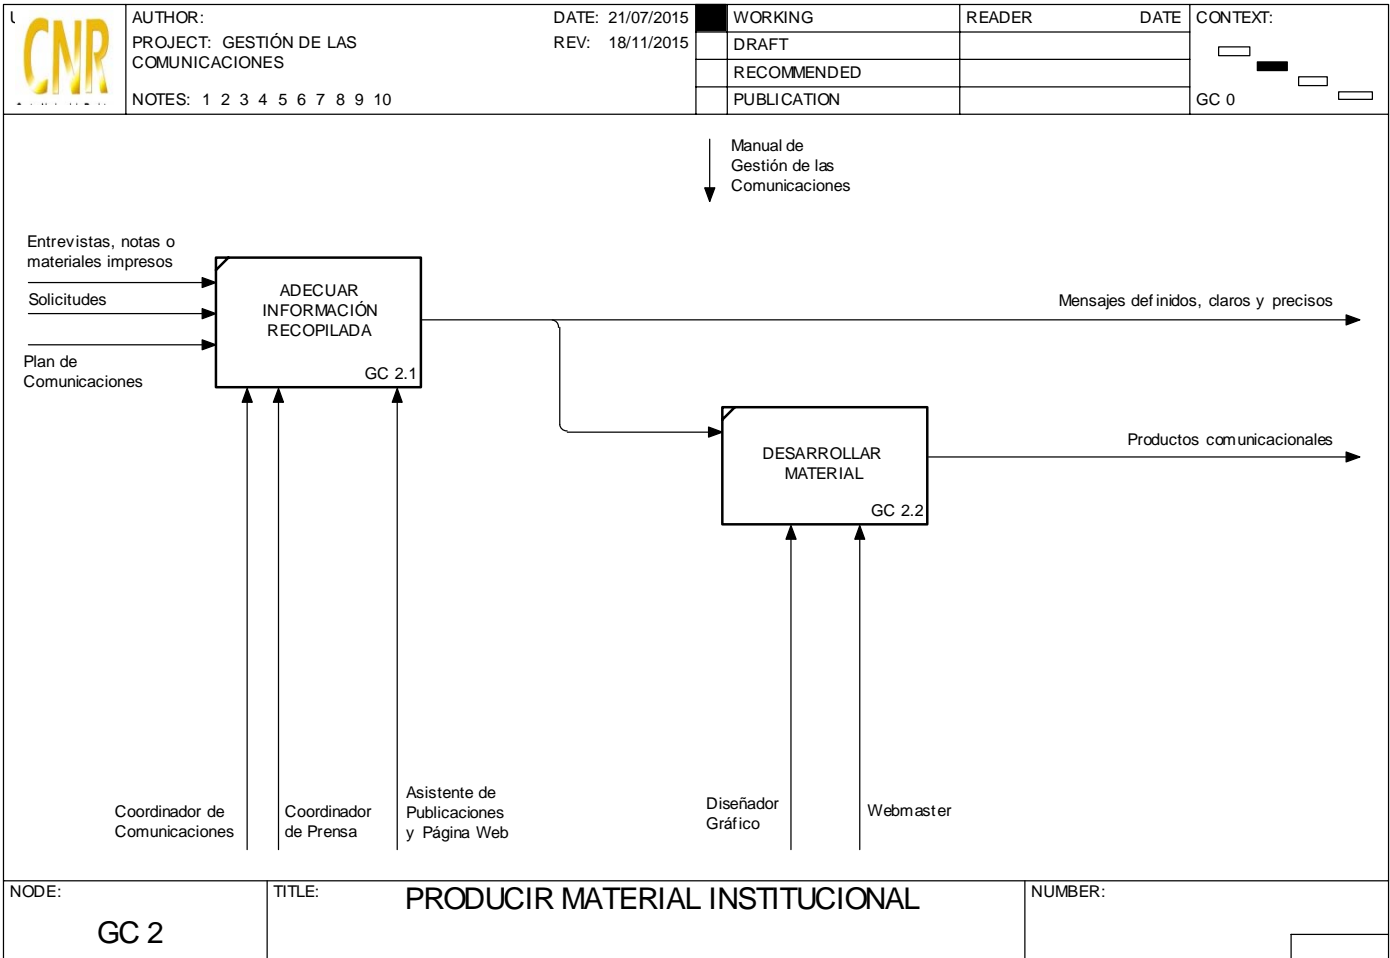 CNR
AUTHOR:
DATE: 21/07/2015
PROJECT: GESTIÓN DE LAS
COMUNICACIONES
REV: 18/11/2015
NOTES: 1 2 3 4 5 6 7 8 9 10
WORKING
DRAFT
RECOMMENDED
PUBLICATION
READER DATE
CONTEXT:
GC 0
Manual de
Gestión de las
Comunicaciones
Entrevistas, notas o
materiales impresos
Solicitudes
Plan de
Comunicaciones
ADECUAR
INFORMACIÓN
RECOPILADA
GC 2.1
Mensajes definidos, claros y precisos
DESARROLLAR
MATERIAL
GC 2.2
Productos comunicacionales
Coordinador de
Comunicaciones
Coordinador
de Prensa
Asistente de
Publicaciones
y Página Web
Diseñador
Gráfico
Webmaster
NODE:
GC 2
TITLE:
PRODUCIR MATERIAL INSTITUCIONAL
NUMBER: